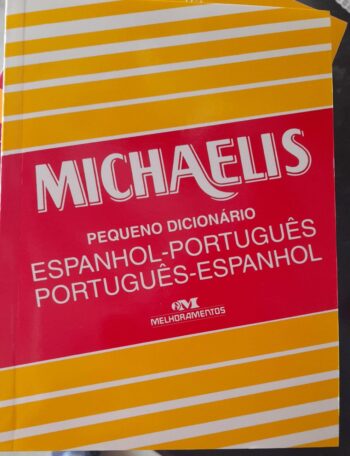 MICHAELIS
PEQUENO DICIONÁRIO
ESPANHOL-PORTUGUÊS
PORTUGUÊS-ESPANHOL
MELHORAMENTOS